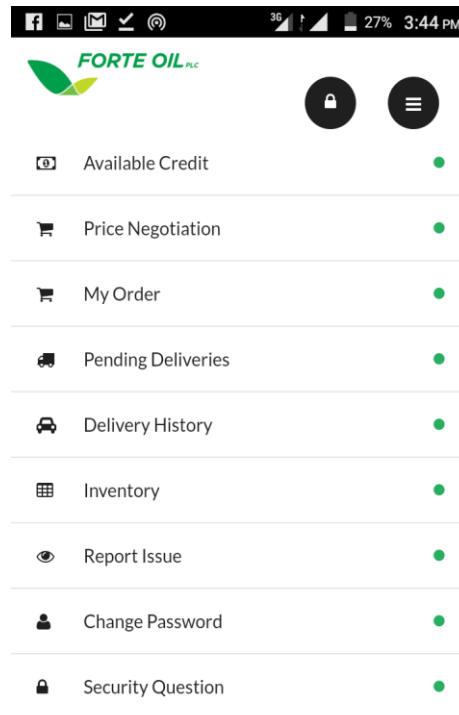 3G 27% 3:44 PM
FORTE OIL PLC
Available Credit
Price Negotiation
My Order
Pending Deliveries
Delivery History
Inventory
Report Issue
Change Password
Security Question